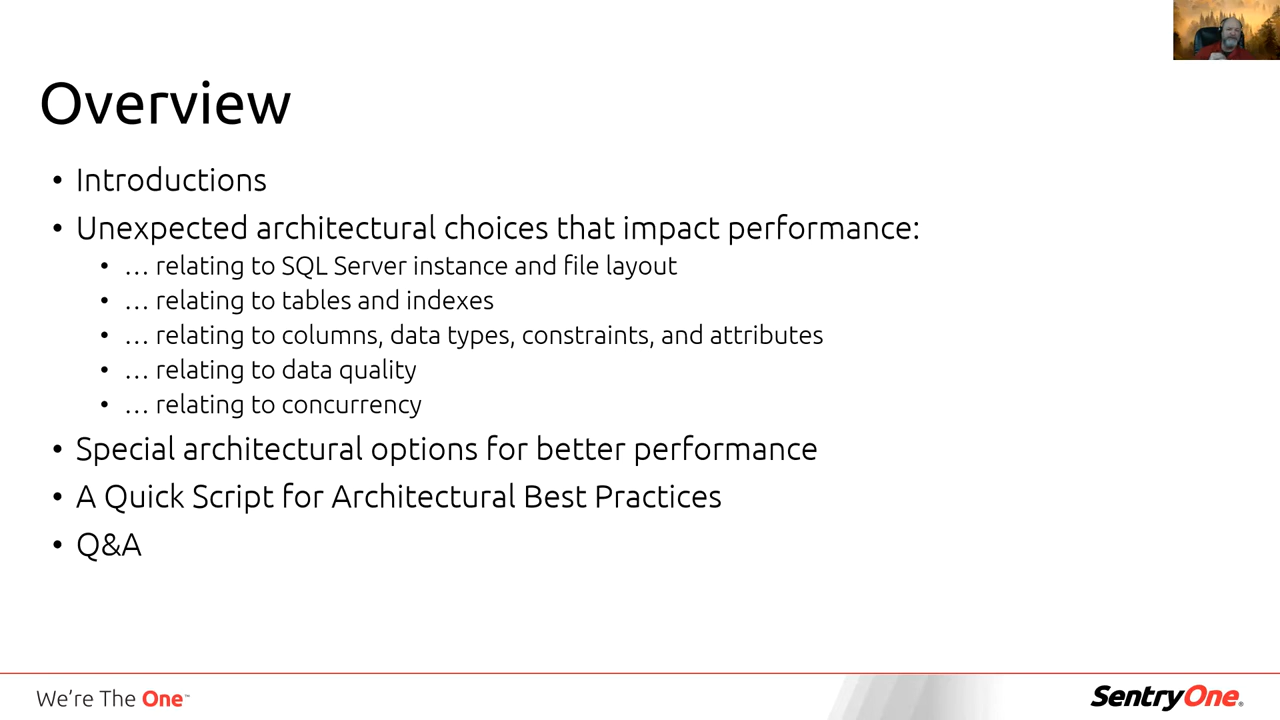 Overview
• Introductions
• Unexpected architectural choices that impact performance:
• … relating to SQL Server instance and file layout
• … relating to tables and indexes
• … relating to columns, data types, constraints, and attributes
• … relating to data quality
• … relating to concurrency
• Special architectural options for better performance
• A Quick Script for Architectural Best Practices
• Q&A
We're The One™
SentryOne®